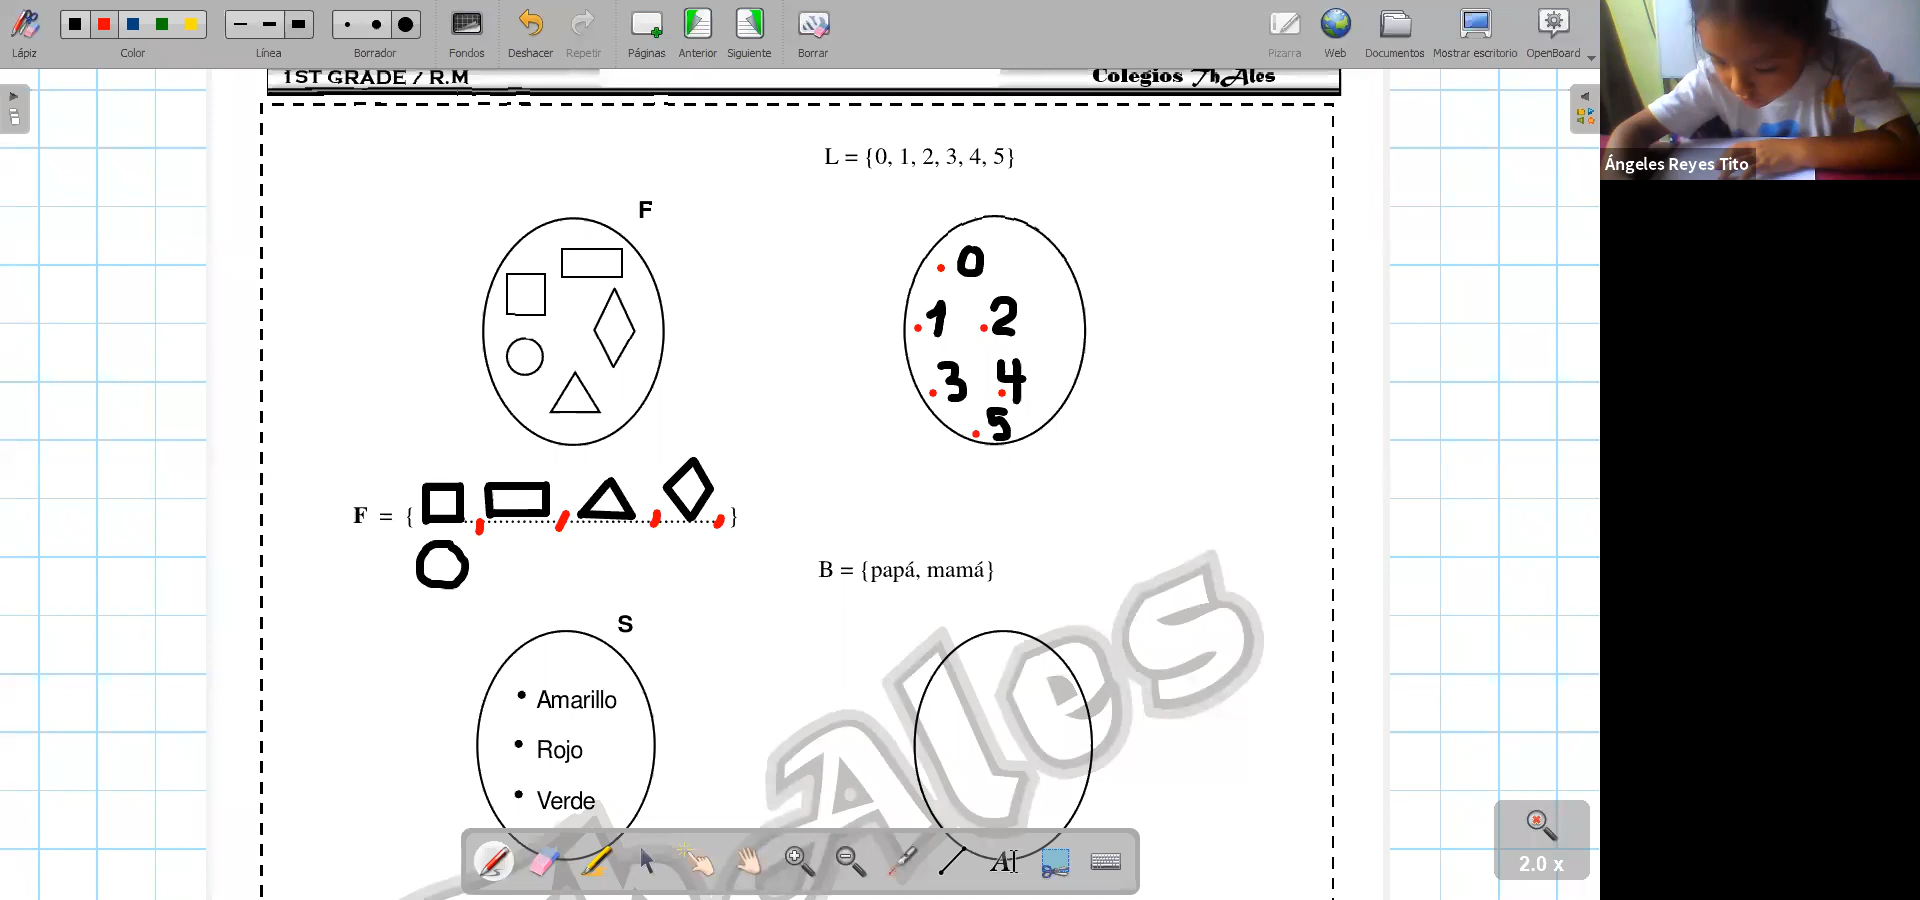 Lápiz
Color
Línea
Borrador
Fondos
Deshacer
Repetir
Páginas
Anterior
Siguiente
Borrar
Pizarra
Web
Documentos
Mostrar escritorio
OpenBoard
1ST GRADE / R.M
Colegios ThAles
Ángeles Reyes Tito
L = {0, 1, 2, 3, 4, 5}
F
. 0
. 1 . 2
. 3 . 4
. 5
F = { , , , , }
B = {papá, mamá}
S
• Amarillo
• Rojo
• Verde
ThAles
AI
2.0 x